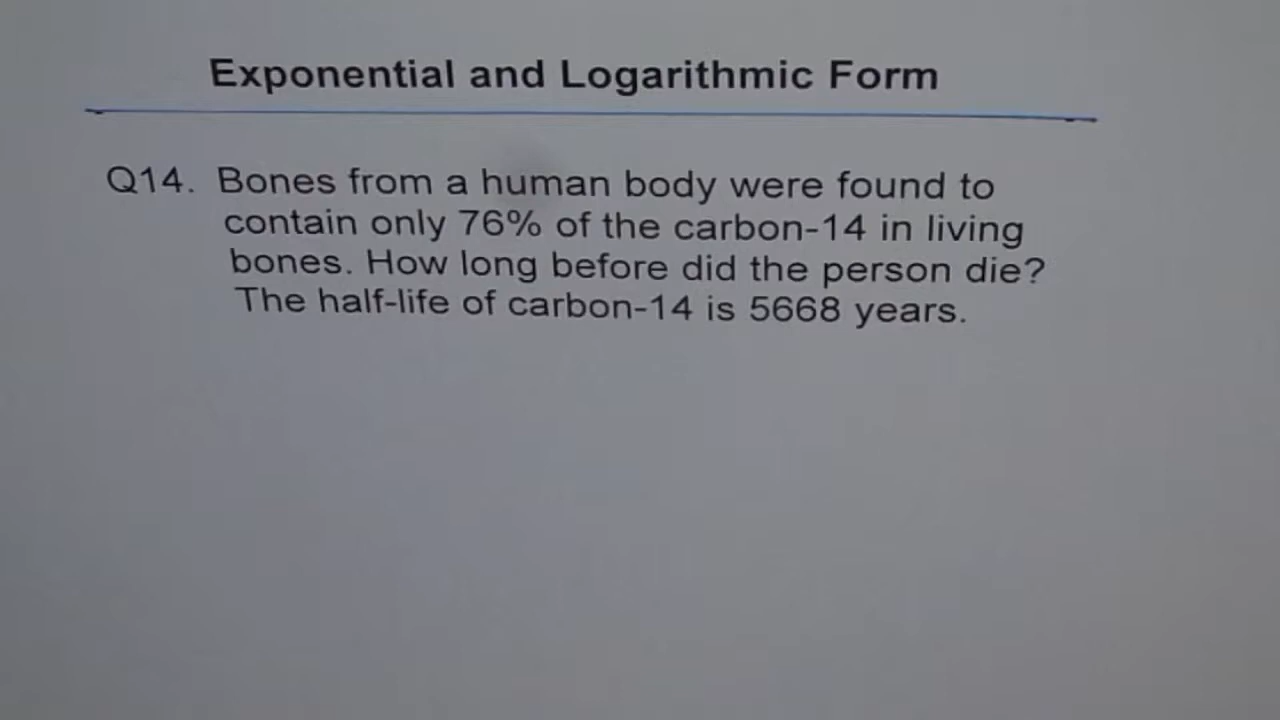 Exponential and Logarithmic Form
Q14. Bones from a human body were found to
contain only 76% of the carbon-14 in living
bones. How long before did the person die?
The half-life of carbon-14 is 5668 years.